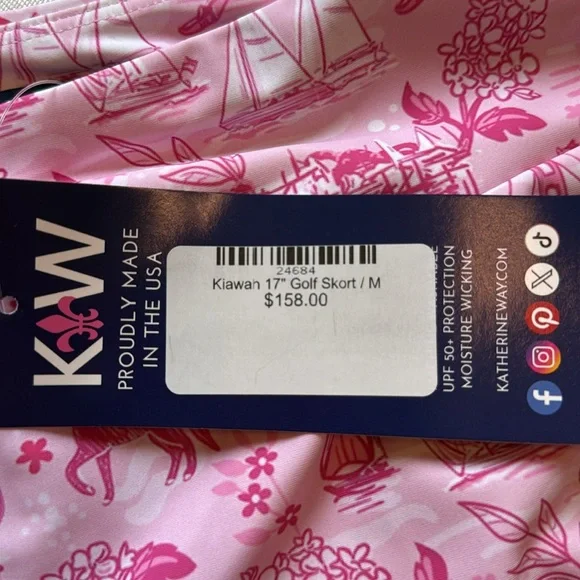 KW
PROUDLY MADE
IN THE USA
24684
Kiawah 17" Golf Skort / M
$158.00
UPF 50+ PROTECTION
MOISTURE WICKING
KATHERINEWAY.COM